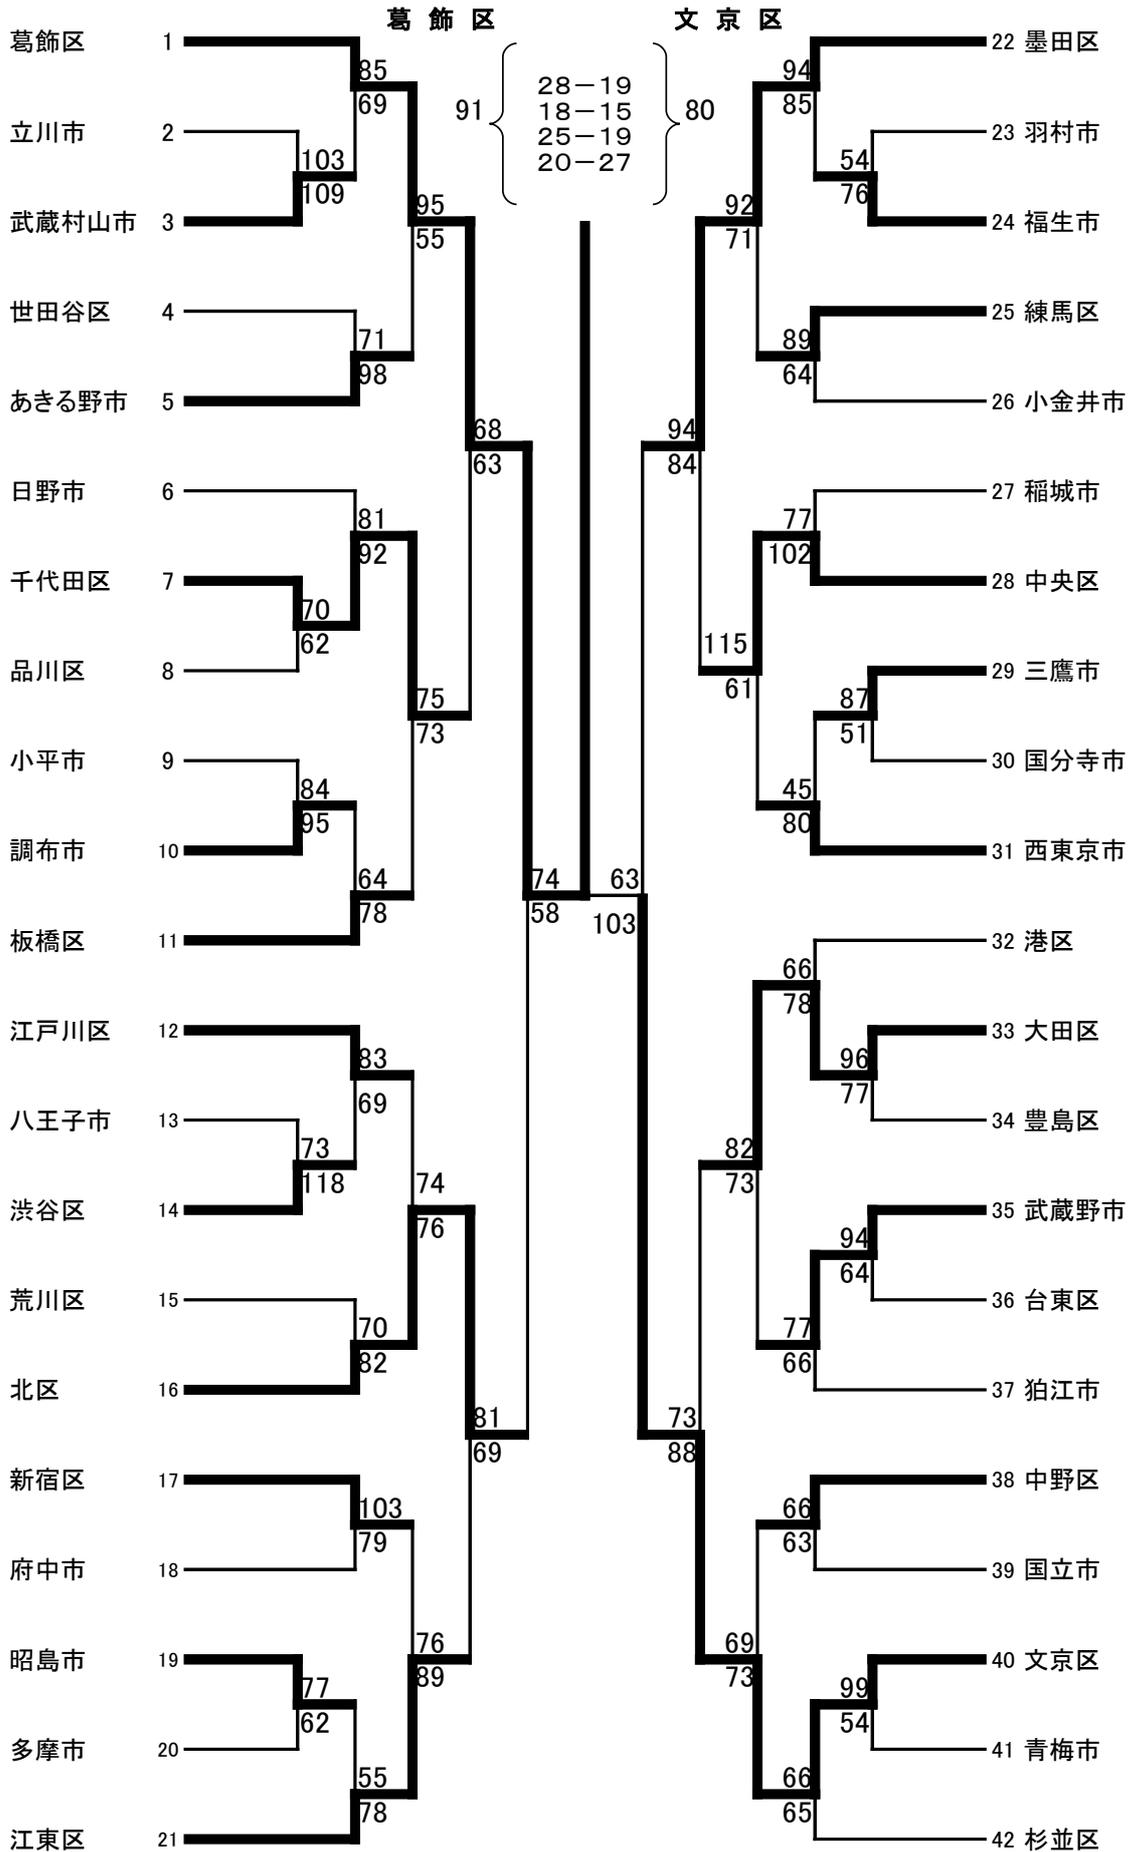 葛飾区 文京区
91 28－19 80
18－15
25－19
20－27
葛飾区 1
立川市 2
武蔵村山市 3
世田谷区 4
あきる野市 5
日野市 6
千代田区 7
品川区 8
小平市 9
調布市 10
板橋区 11
江戸川区 12
八王子市 13
渋谷区 14
荒川区 15
北区 16
新宿区 17
府中市 18
昭島市 19
多摩市 20
江東区 21
85
69
103
109
95
55
71
98
68
63
81
92
70
62
75
73
84
95
64
78
74
58
83
69
73
118
74
76
70
82
81
69
103
79
76
89
77
62
55
78
94
85
54
76
92
71
89
64
94
84
77
102
115
61
87
51
45
80
63
103
66
78
96
77
82
73
94
64
77
66
73
88
66
63
69
73
99
54
66
65
22 墨田区
23 羽村市
24 福生市
25 練馬区
26 小金井市
27 稲城市
28 中央区
29 三鷹市
30 国分寺市
31 西東京市
32 港区
33 大田区
34 豊島区
35 武蔵野市
36 台東区
37 狛江市
38 中野区
39 国立市
40 文京区
41 青梅市
42 杉並区